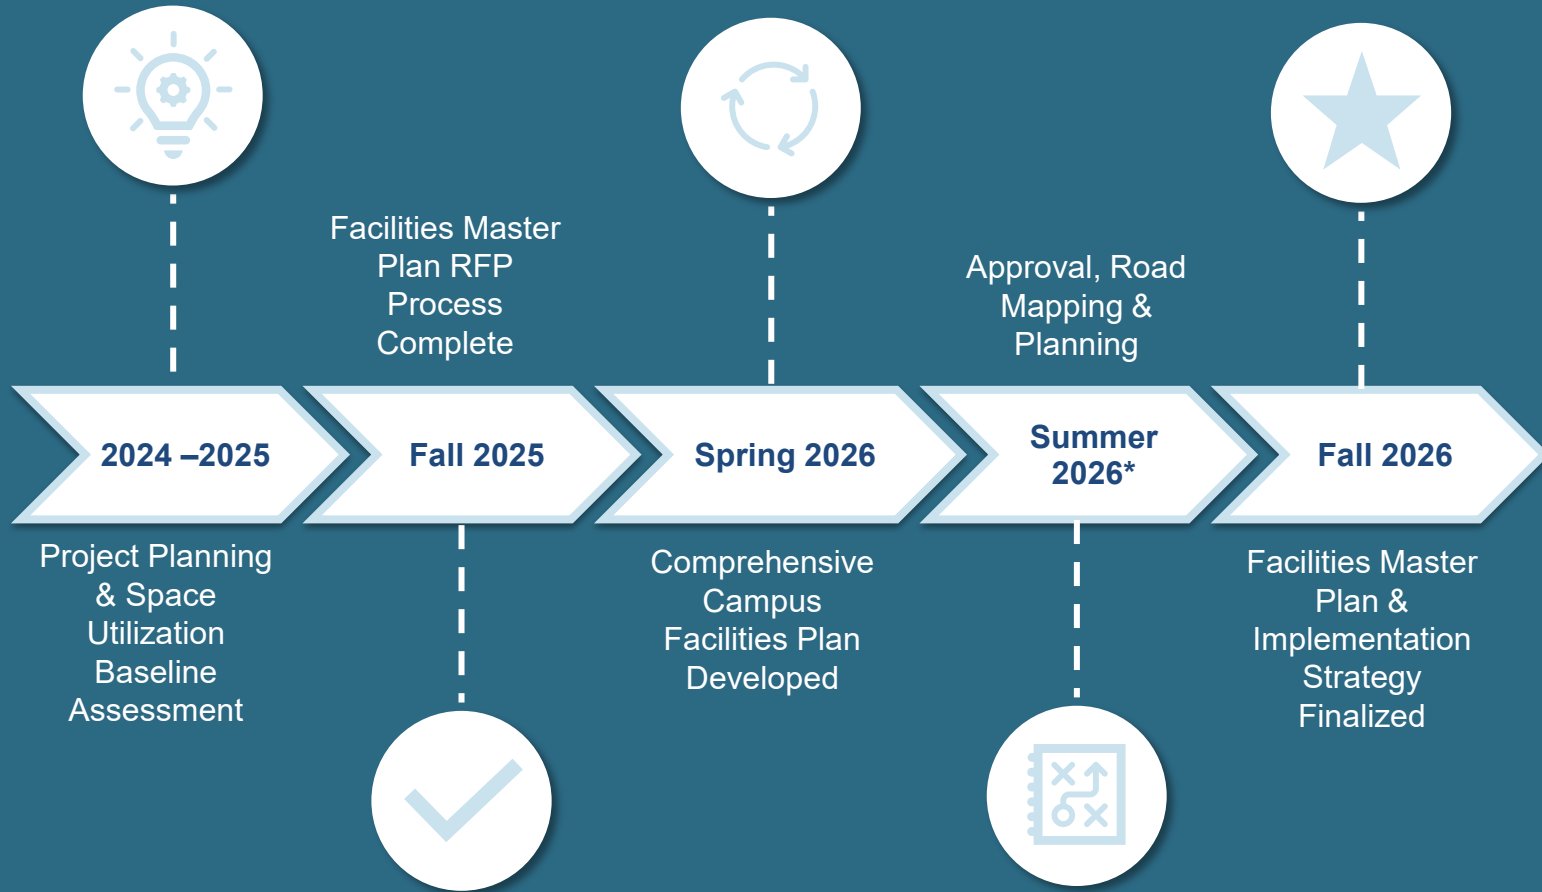 2024 –2025
Project Planning
& Space
Utilization
Baseline
Assessment
Facilities Master
Plan RFP
Process
Complete
Fall 2025
Spring 2026
Comprehensive
Campus
Facilities Plan
Developed
Approval, Road
Mapping &
Planning
Summer
2026*
Fall 2026
Facilities Master
Plan &
Implementation
Strategy
Finalized